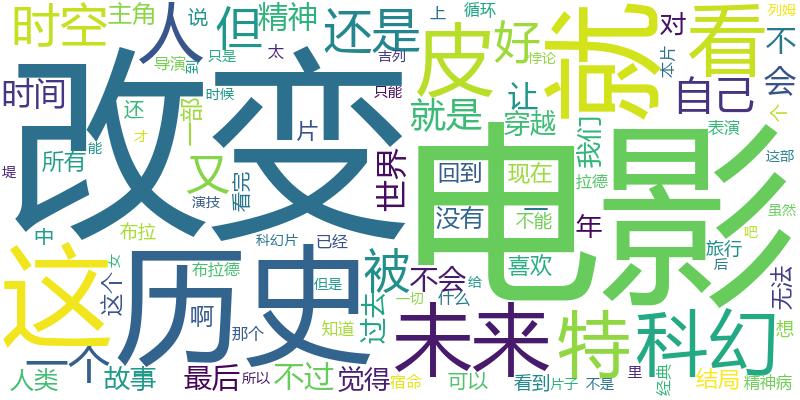 时空
主角
说
人
但
精神
还是
上
循环
皮
好
就
看
对
列姆
不
会
时间
导演
到
只是
太
吉列
时候
只能
悖论
本片
自己
个
改变
电影
还
一部
片
让
就是
穿越
我们
表演
才
能
所有
又
世界
回到
现在
拉德
这部
堤
演技
看完
没有
一
不能
年
虽然
中
布拉
科幻片
已经
旅行
吧
后
这
这个
女
布拉德
历史
但是
被
不会
给
喜欢
无法
啊
那个
知道
过去
一切
什么
未来
特
科幻
想
一个
人类
故事
最后
所以
不过
觉得
宿命
可以
看到
片子
不是
里
经典
结局
精神病